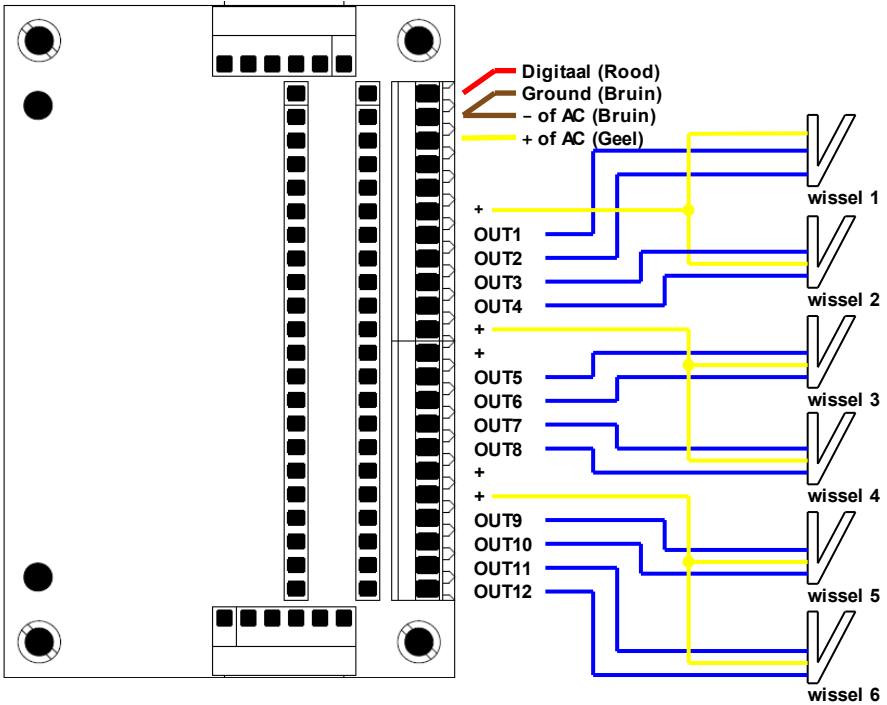 Digitaal (Rood)
Ground (Bruin)
– of AC (Bruin)
+ of AC (Geel)
+
OUT1
OUT2
OUT3
OUT4
+
+
OUT5
OUT6
OUT7
OUT8
+
+
OUT9
OUT10
OUT11
OUT12
wissel 1
wissel 2
wissel 3
wissel 4
wissel 5
wissel 6